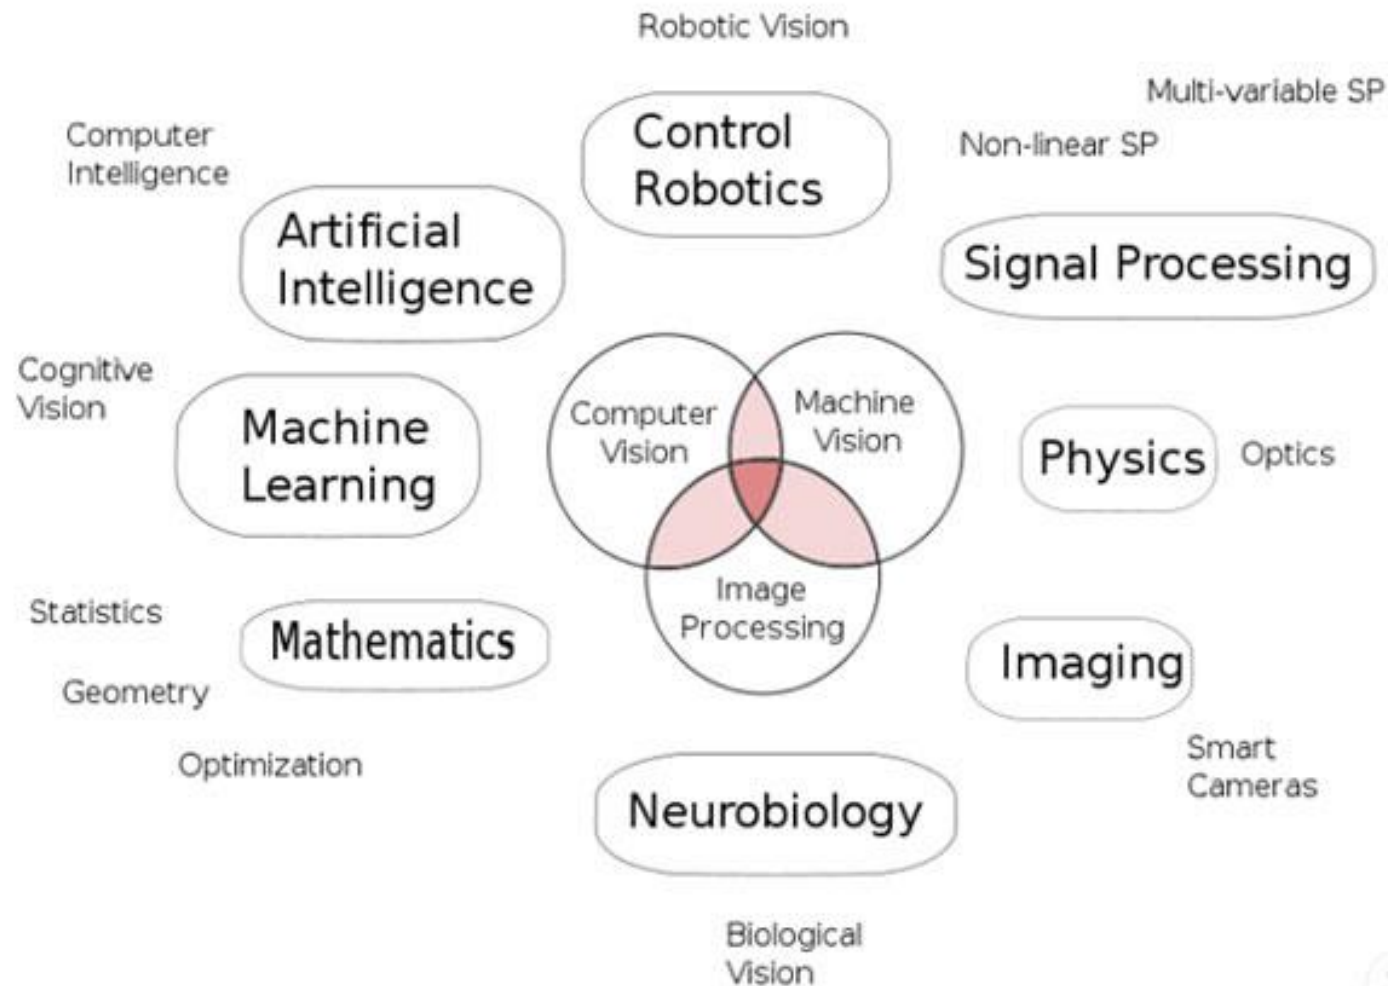 Robotic Vision
Multi-variable SP
Non-linear SP
Computer
Intelligence
Control
Robotics
Artificial
Intelligence
Signal Processing
Cognitive
Vision
Machine
Learning
Computer
Vision
Machine
Vision
Physics
Optics
Image
Processing
Statistics
Mathematics
Geometry
Optimization
Imaging
Smart
Cameras
Neurobiology
Biological
Vision